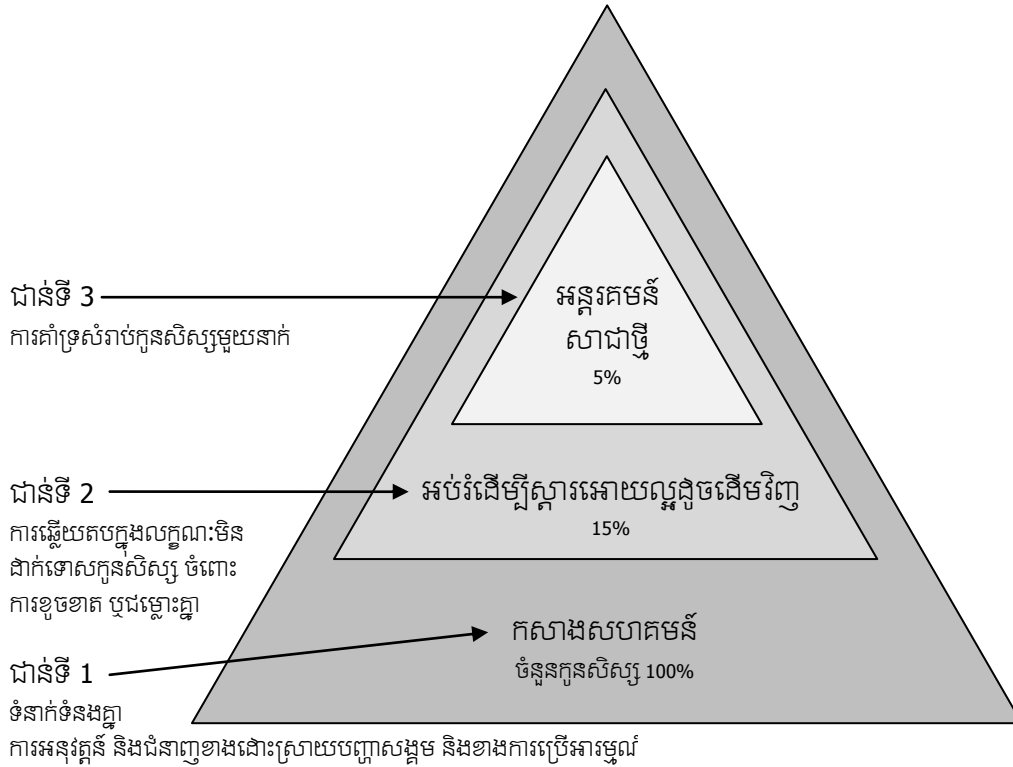 ជាន់ទី 3
ការគាំទ្រសំរាប់កូនសិស្សមួយនាក់
អន្តរគមន៍
សាជាថ្មី
5%
ជាន់ទី 2
ការឆ្លើយតបក្នុងលក្ខណៈមិន
ដាក់ទោសកូនសិស្ស ចំពោះ
ការខូចខាត ឬជម្លោះគ្នា
អប់រំដើម្បីស្តារអោយល្អដូចដើមវិញ
15%
ជាន់ទី 1
ទំនាក់ទំនងគ្នា
ការអនុវត្តន៍ និងជំនាញខាងដោះស្រាយបញ្ហាសង្គម និងខាងការប្រើអារម្មណ៍
កសាងសហគមន៍
ចំនួនកូនសិស្ស 100%